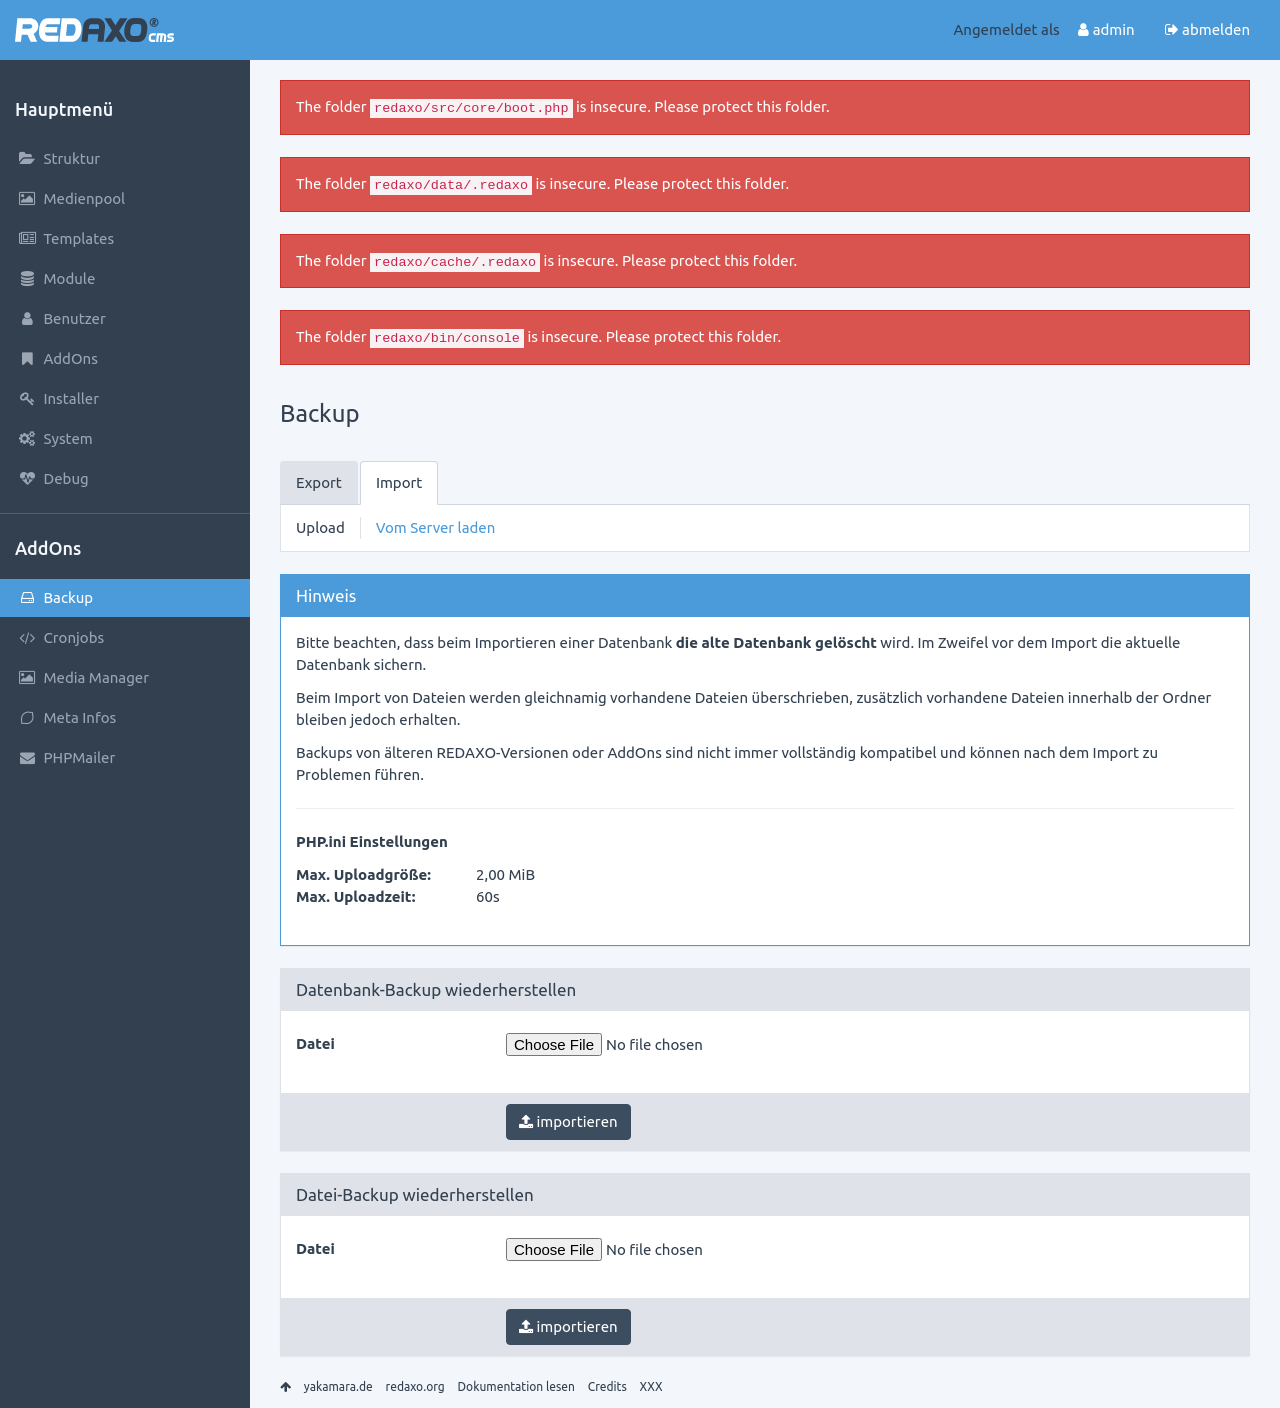 REDAXO® cms
Angemeldet als admin abmelden
Hauptmenü
Struktur
Medienpool
Templates
Module
Benutzer
AddOns
Installer
System
Debug
AddOns
Backup
Cronjobs
Media Manager
Meta Infos
PHPMailer
The folder redaxo/src/core/boot.php is insecure. Please protect this folder.
The folder redaxo/data/.redaxo is insecure. Please protect this folder.
The folder redaxo/cache/.redaxo is insecure. Please protect this folder.
The folder redaxo/bin/console is insecure. Please protect this folder.
Backup
Export Import
Upload Vom Server laden
Hinweis
Bitte beachten, dass beim Importieren einer Datenbank die alte Datenbank gelöscht wird. Im Zweifel vor dem Import die aktuelle
Datenbank sichern.
Beim Import von Dateien werden gleichnamig vorhandene Dateien überschrieben, zusätzlich vorhandene Dateien innerhalb der Ordner
bleiben jedoch erhalten.
Backups von älteren REDAXO-Versionen oder AddOns sind nicht immer vollständig kompatibel und können nach dem Import zu
Problemen führen.
PHP.ini Einstellungen
Max. Uploadgröße: 2,00 MiB
Max. Uploadzeit: 60s
Datenbank-Backup wiederherstellen
Datei Choose File No file chosen
importieren
Datei-Backup wiederherstellen
Datei Choose File No file chosen
importieren
yakamara.de redaxo.org Dokumentation lesen Credits XXX